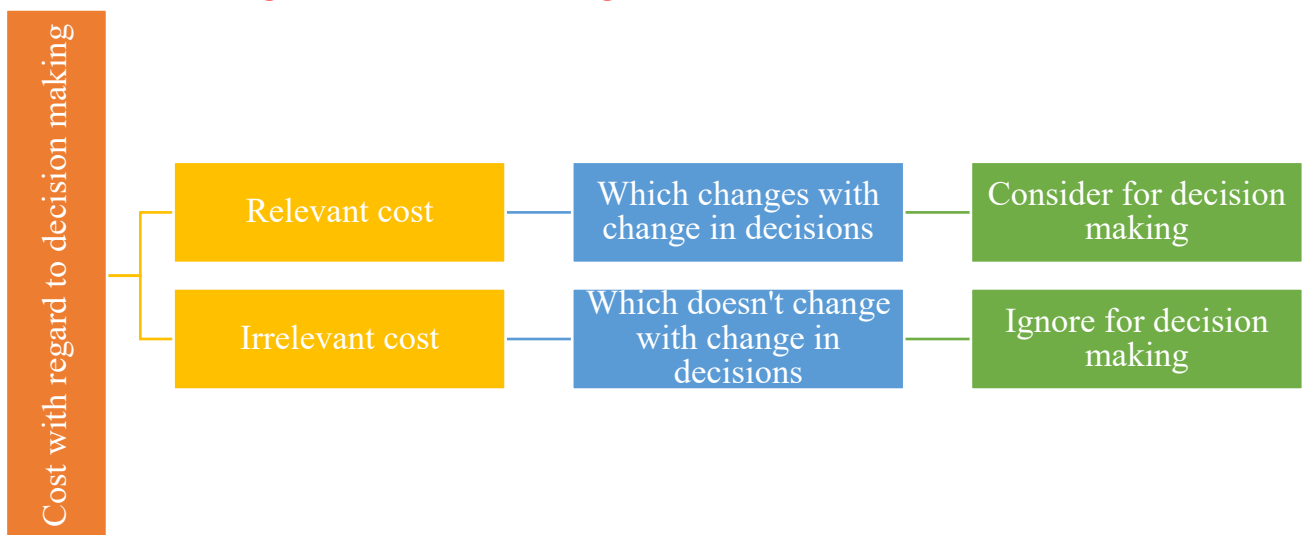 Cost with regard to decision making
Relevant cost
Which changes with
change in decisions
Consider for decision
making
Irrelevant cost
Which doesn't change
with change in
decisions
Ignore for decision
making